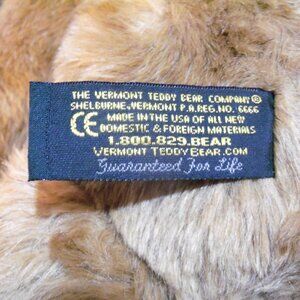 THE VERMONT TEDDY BEAR COMPANY®
SHELBURNE, VERMONT P.A.REG.NO. 6666
CE MADE IN THE USA OF ALL NEW
DOMESTIC & FOREIGN MATERIALS
1.800.829.BEAR
VERMONT TEDDYBEAR.COM
Guaranteed For Life